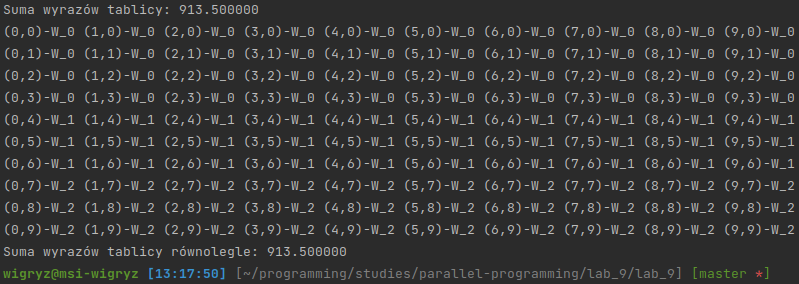 Suma wyrazów tablicy: 913.500000
(0,0)-W_0 (1,0)-W_0 (2,0)-W_0 (3,0)-W_0 (4,0)-W_0 (5,0)-W_0 (6,0)-W_0 (7,0)-W_0 (8,0)-W_0 (9,0)-W_0
(0,1)-W_0 (1,1)-W_0 (2,1)-W_0 (3,1)-W_0 (4,1)-W_0 (5,1)-W_0 (6,1)-W_0 (7,1)-W_0 (8,1)-W_0 (9,1)-W_0
(0,2)-W_0 (1,2)-W_0 (2,2)-W_0 (3,2)-W_0 (4,2)-W_0 (5,2)-W_0 (6,2)-W_0 (7,2)-W_0 (8,2)-W_0 (9,2)-W_0
(0,3)-W_0 (1,3)-W_0 (2,3)-W_0 (3,3)-W_0 (4,3)-W_0 (5,3)-W_0 (6,3)-W_0 (7,3)-W_0 (8,3)-W_0 (9,3)-W_0
(0,4)-W_1 (1,4)-W_1 (2,4)-W_1 (3,4)-W_1 (4,4)-W_1 (5,4)-W_1 (6,4)-W_1 (7,4)-W_1 (8,4)-W_1 (9,4)-W_1
(0,5)-W_1 (1,5)-W_1 (2,5)-W_1 (3,5)-W_1 (4,5)-W_1 (5,5)-W_1 (6,5)-W_1 (7,5)-W_1 (8,5)-W_1 (9,5)-W_1
(0,6)-W_1 (1,6)-W_1 (2,6)-W_1 (3,6)-W_1 (4,6)-W_1 (5,6)-W_1 (6,6)-W_1 (7,6)-W_1 (8,6)-W_1 (9,6)-W_1
(0,7)-W_2 (1,7)-W_2 (2,7)-W_2 (3,7)-W_2 (4,7)-W_2 (5,7)-W_2 (6,7)-W_2 (7,7)-W_2 (8,7)-W_2 (9,7)-W_2
(0,8)-W_2 (1,8)-W_2 (2,8)-W_2 (3,8)-W_2 (4,8)-W_2 (5,8)-W_2 (6,8)-W_2 (7,8)-W_2 (8,8)-W_2 (9,8)-W_2
(0,9)-W_2 (1,9)-W_2 (2,9)-W_2 (3,9)-W_2 (4,9)-W_2 (5,9)-W_2 (6,9)-W_2 (7,9)-W_2 (8,9)-W_2 (9,9)-W_2
Suma wyrazów tablicy równolegle: 913.500000
wigryz@msi-wigryz [13:17:50] [~/programming/studies/parallel-programming/lab_9/lab_9] [master *]